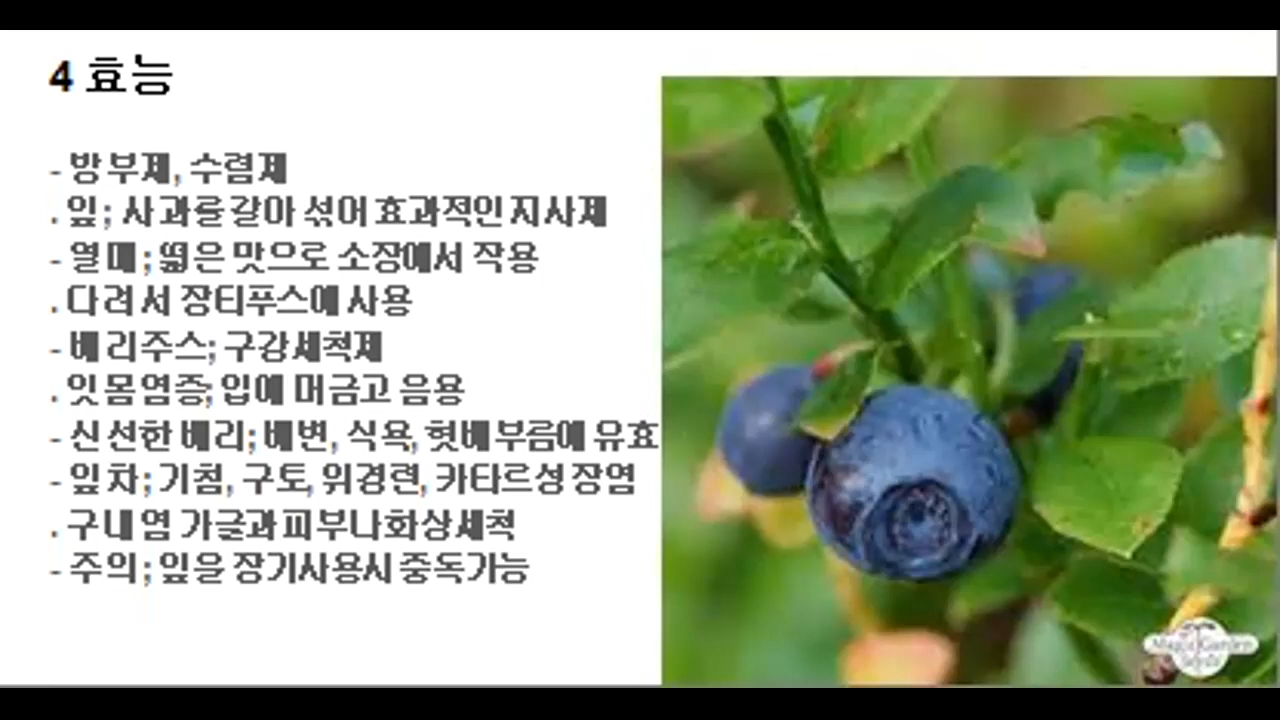 4 효능
- 방부제, 수렴제
. 잎; 사과를 갈아 섞어 효과적인 지사제
- 열매; 떫은 맛으로 소장에서 작용
. 다려서 장티푸스에 사용
- 베리주스; 구강세척제
. 잇몸염증; 입에 머금고 음용
- 신선한 베리; 배변, 식욕, 헛배부름에 유효
- 잎차; 기침, 구토, 위경련, 카타르성장염
. 구내염 가글과 피부나 화상세척
- 주의; 잎을 장기사용시 중독가능
Magic Garden
Seeds